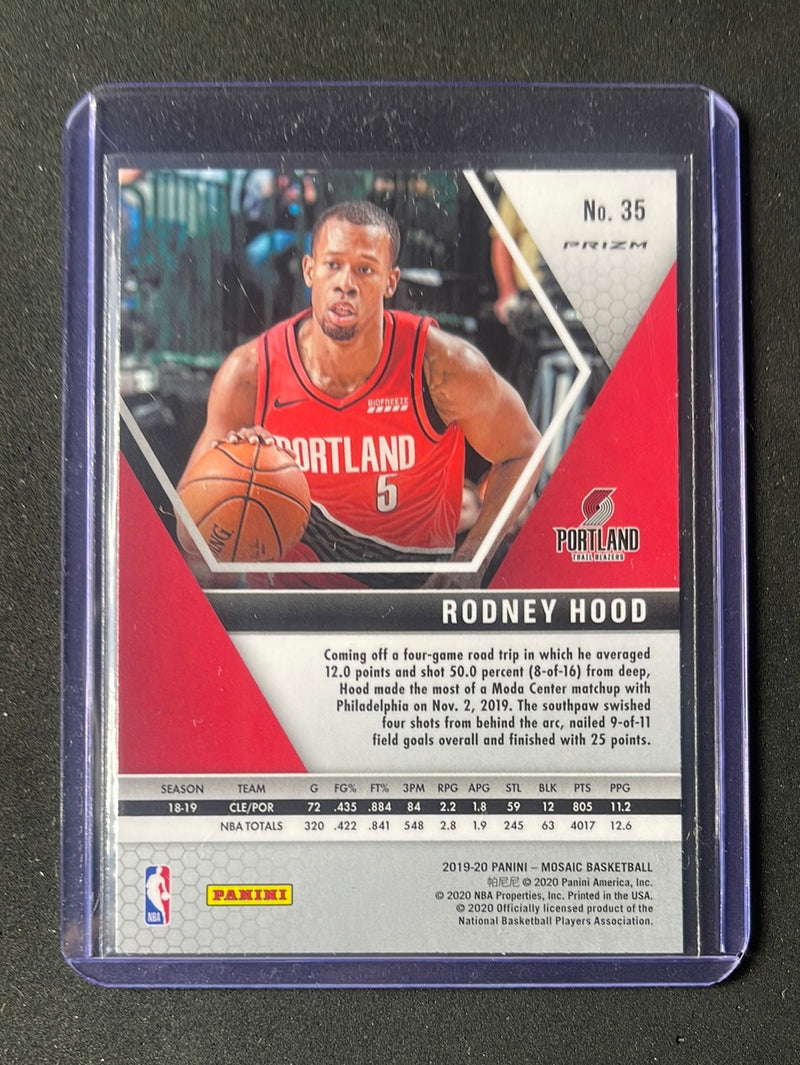 No. 35
PRIZM
BIOFREEZE
PORTLAND
5
PORTLAND
TRAIL BLAZERS
RODNEY HOOD
Coming off a four-game road trip in which he averaged
12.0 points and shot 50.0 percent (8-of-16) from deep,
Hood made the most of a Moda Center matchup with
Philadelphia on Nov. 2, 2019. The southpaw swished
four shots from behind the arc, nailed 9-of-11
field goals overall and finished with 25 points.
SEASON TEAM G FG% FT% 3PM RPG APG STL BLK PTS PPG
18-19 CLE/POR 72 .435 .884 84 2.2 1.8 59 12 805 11.2
NBA TOTALS 320 .422 .841 548 2.8 1.9 245 63 4017 12.6
2019-20 PANINI – MOSAIC BASKETBALL
帕尼尼 © 2020 Panini America, Inc.
© 2020 NBA Properties, Inc. Printed in the USA.
© 2020 Officially licensed product of the
National Basketball Players Association.
NBA
PANINI